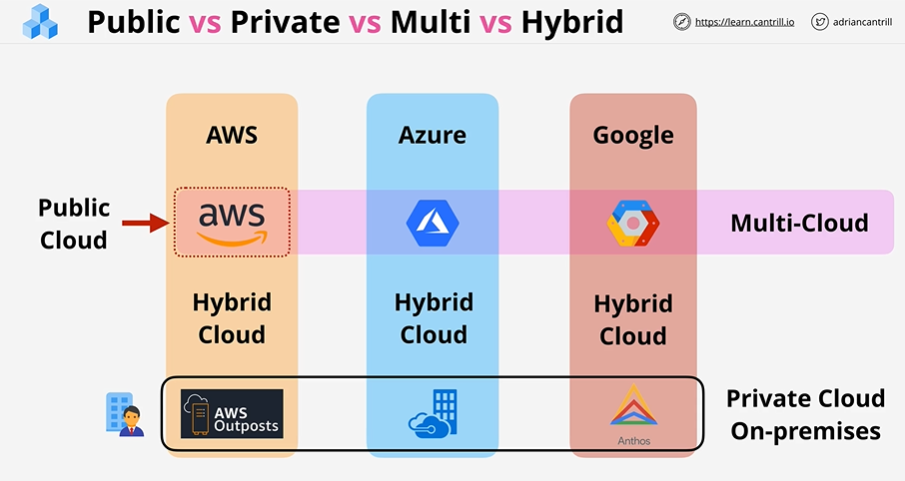 Public vs Private vs Multi vs Hybrid
https://learn.cantrill.io
adriancantrill
AWS
Azure
Google
Public
Cloud
aws
Multi-Cloud
Hybrid
Cloud
Hybrid
Cloud
Hybrid
Cloud
AWS
Outposts
Anthos
Private Cloud
On-premises